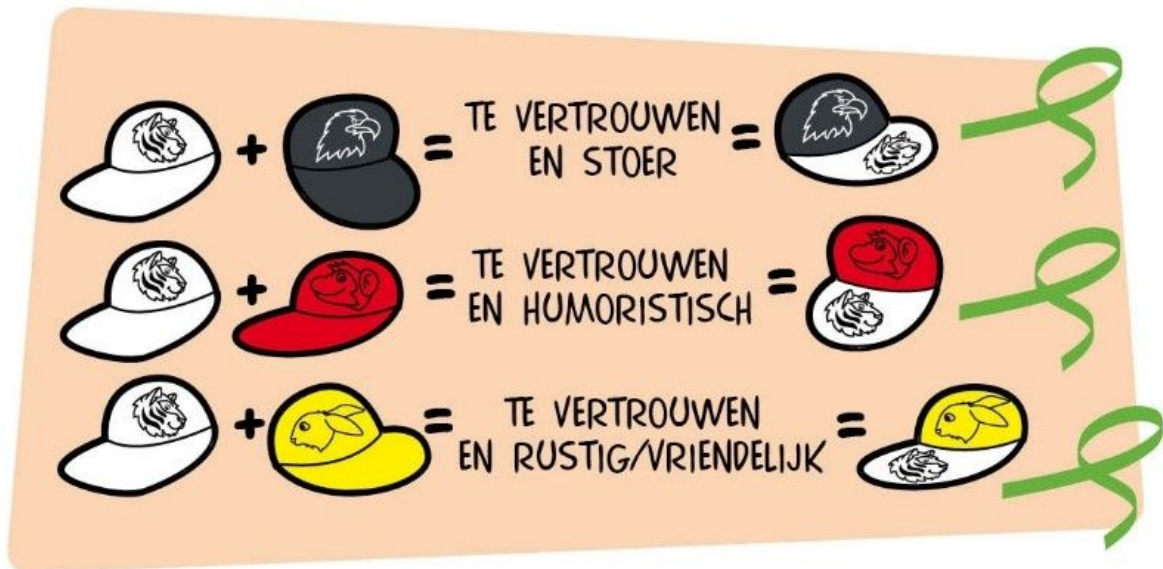 + = TE VERTROUWEN =
EN STOER
+ = TE VERTROUWEN =
EN HUMORISTISCH
+ = TE VERTROUWEN =
EN RUSTIG/VRIENDELIJK